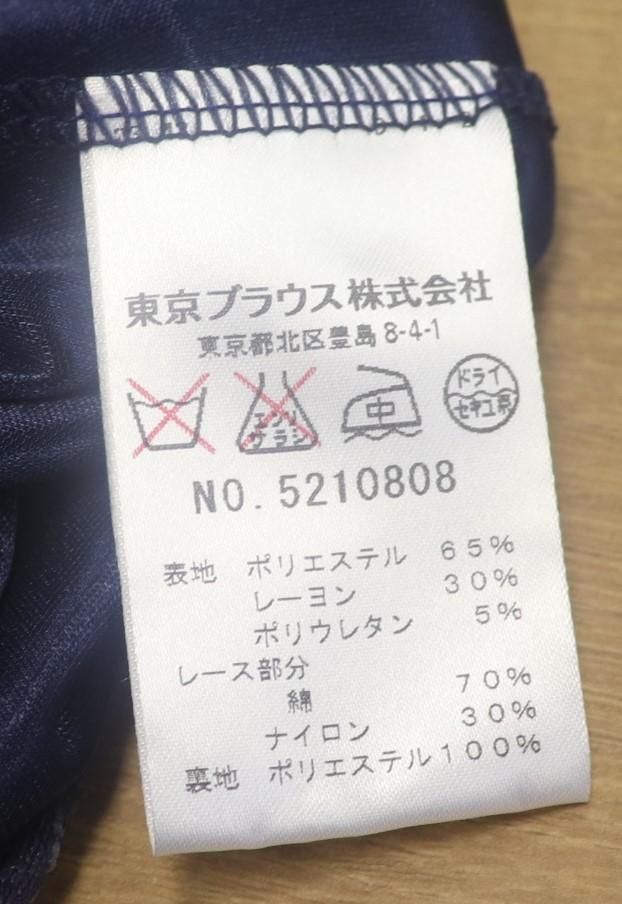 東京ブラウス株式会社
東京都北区豊島8-4-1
エンソ サラシ 中 ドライ セキユ系
NO.5210808
表地 ポリエステル 65%
レーヨン 30%
ポリウレタン 5%
レース部分
綿 70%
ナイロン 30%
裏地 ポリエステル100%